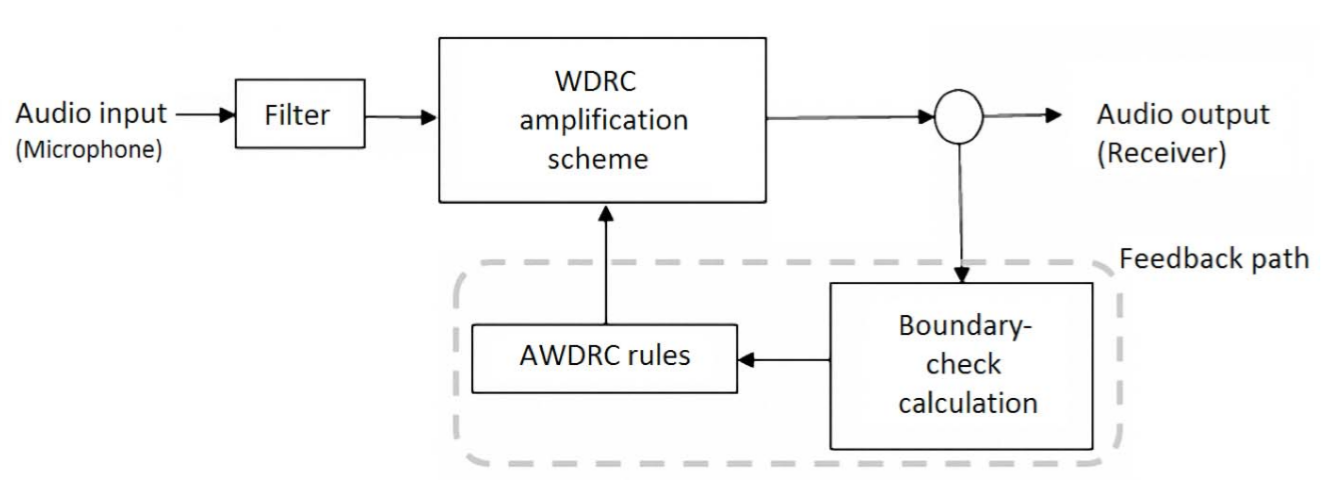 Audio input
(Microphone)
Filter
WDRC
amplification
scheme
Audio output
(Receiver)
Feedback path
AWDRC rules
Boundary-
check
calculation